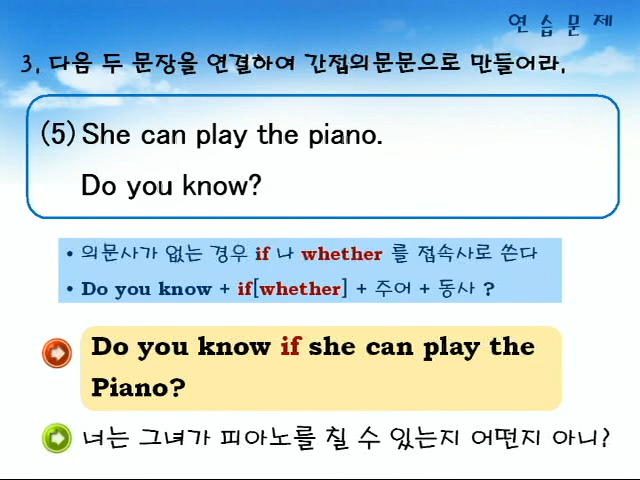 연 습 문 제
3. 다음 두 문장을 연결하여 간접의문문으로 만들어라.
(5) She can play the piano.
Do you know?
• 의문사가 없는 경우 if 나 whether 를 접속사로 쓴다
• Do you know + if[whether] + 주어 + 동사 ?
Do you know if she can play the
Piano?
너는 그녀가 피아노를 칠 수 있는지 어떤지 아니?